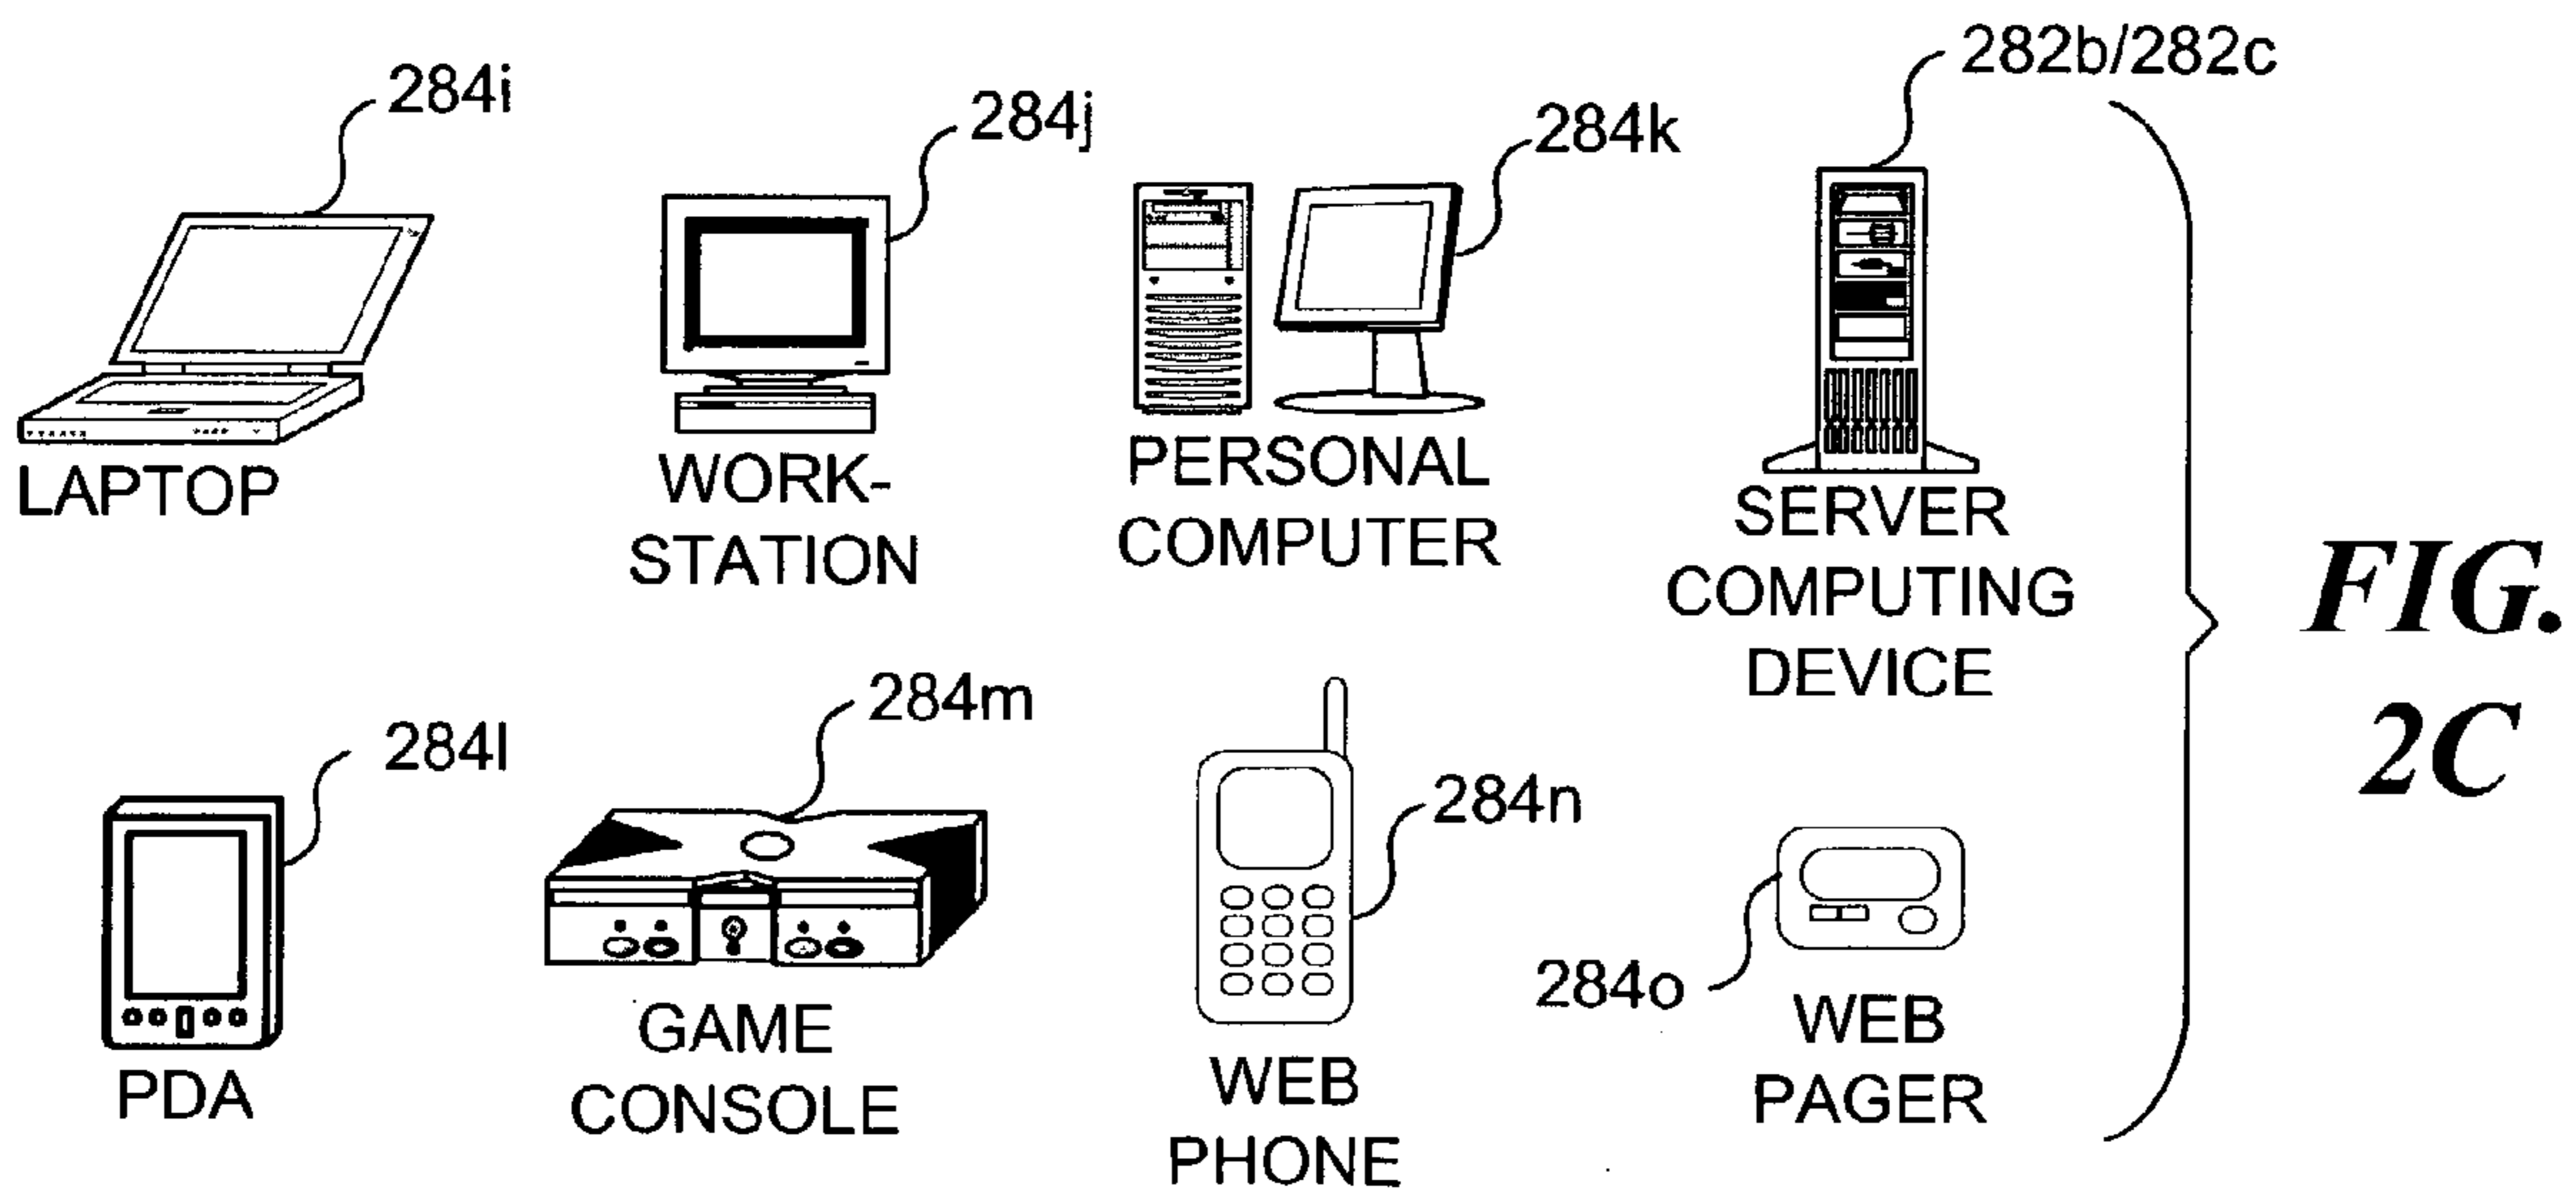 284i
284j
284k
282b/282c
LAPTOP
WORK-
STATION
PERSONAL
COMPUTER
SERVER
COMPUTING
DEVICE
284l
284m
284n
284o
PDA
GAME
CONSOLE
WEB
PHONE
WEB
PAGER
FIG.
2C